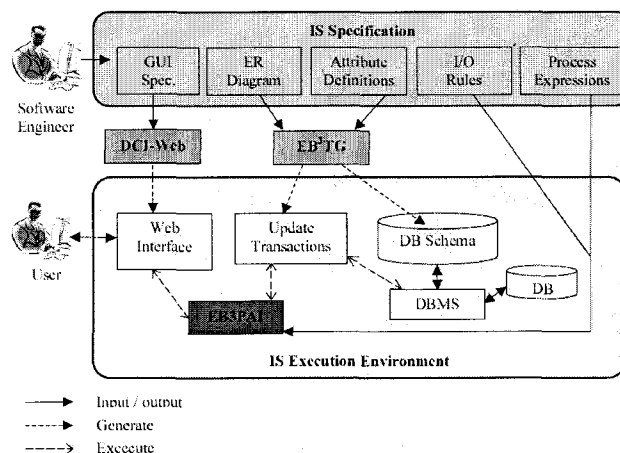 IS Specification
GUI
Spec.
ER
Diagram
Attribute
Definitions
I/O
Rules
Process
Expressions
Software
Engineer
DCI-Web
EB³TG
User
Web
Interface
Update
Transactions
DB Schema
DBMS
DB
EB3PAI
IS Execution Environment
Input / output
Generate
Excecute